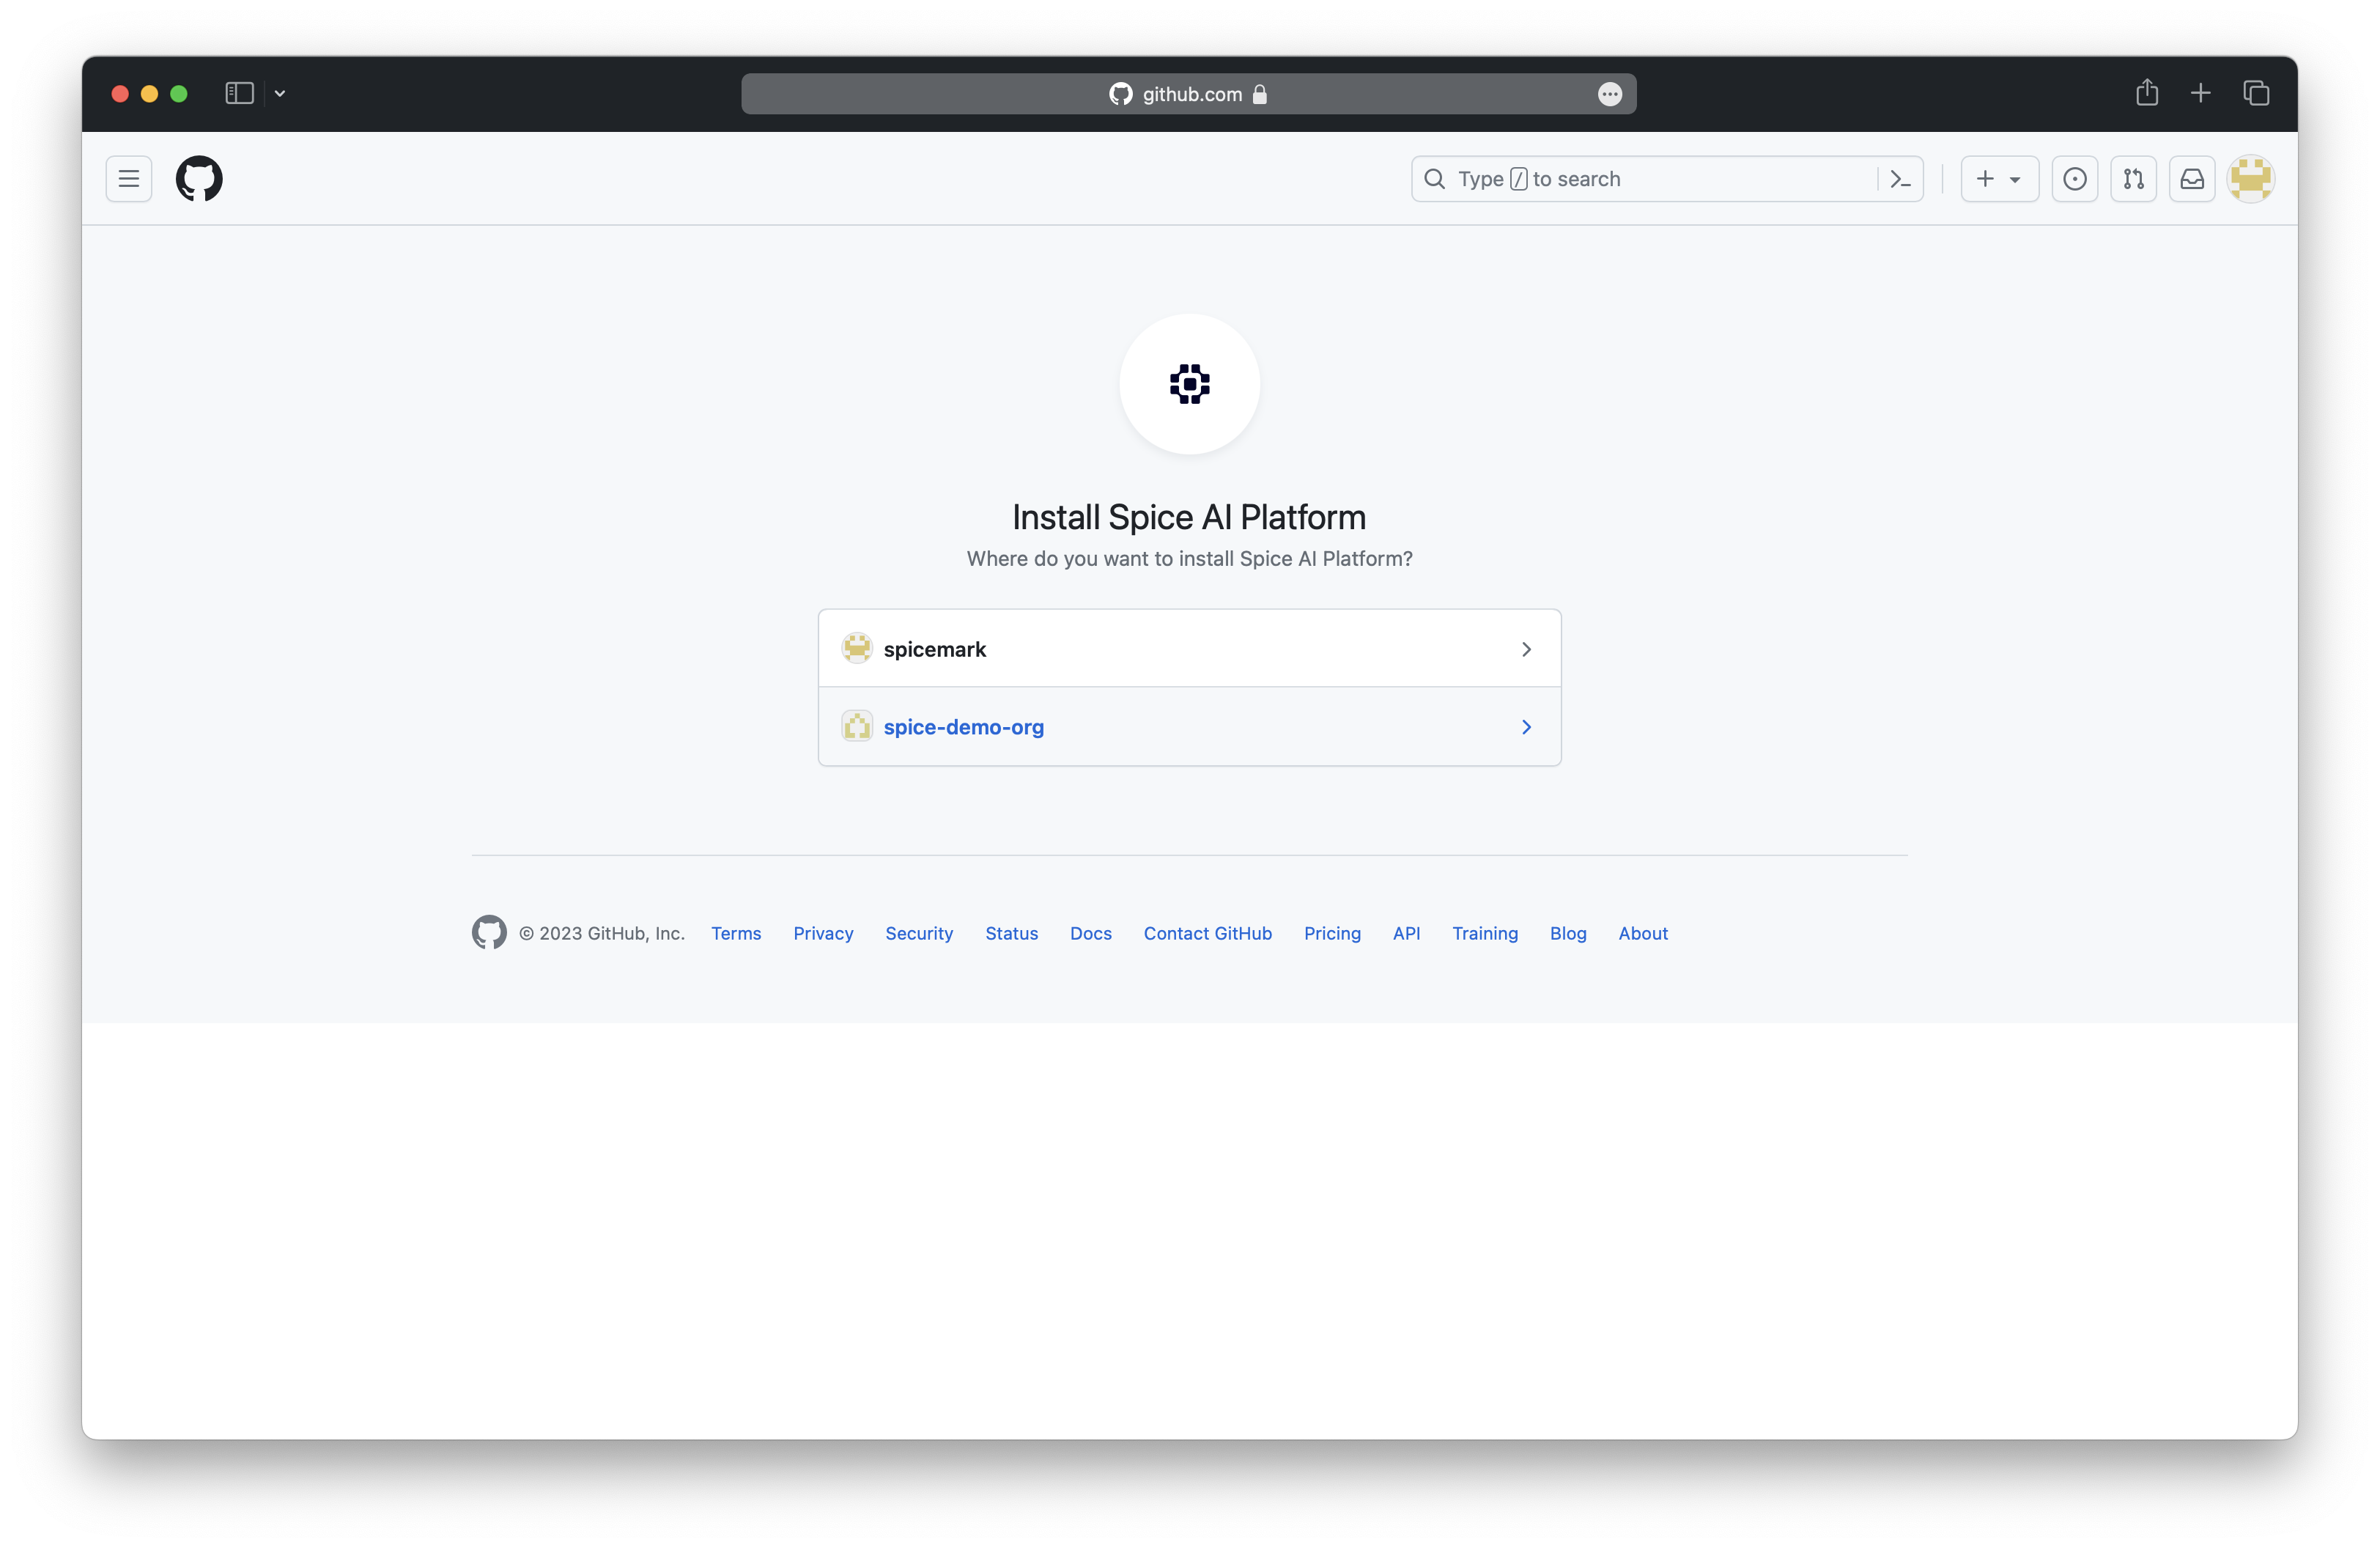 github.com
Type / to search
Install Spice AI Platform
Where do you want to install Spice AI Platform?
spicemark
spice-demo-org
© 2023 GitHub, Inc. Terms Privacy Security Status Docs Contact GitHub Pricing API Training Blog About